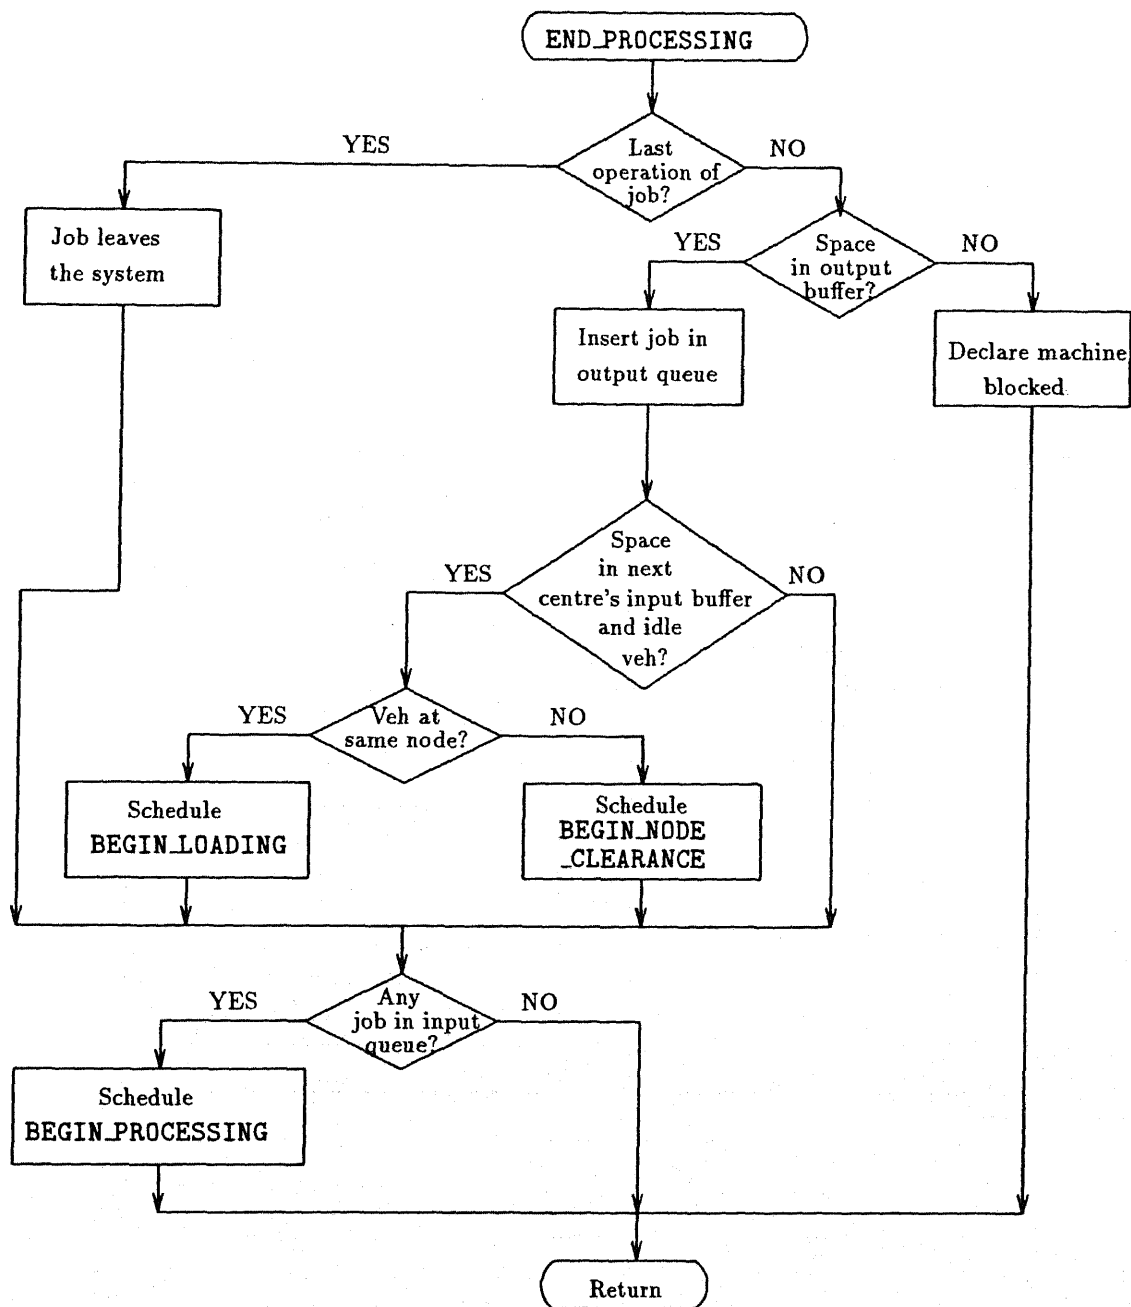 END_PROCESSING
YES
Last
operation of
job?
NO
Job leaves
the system
YES
Space
in output
buffer?
NO
Insert job in
output queue
Declare machine
blocked
YES
Space
in next
centre's input buffer
and idle
veh?
NO
YES
Veh at
same node?
NO
Schedule
BEGIN_LOADING
Schedule
BEGIN_NODE
_CLEARANCE
YES
Any
job in input
queue?
NO
Schedule
BEGIN_PROCESSING
Return